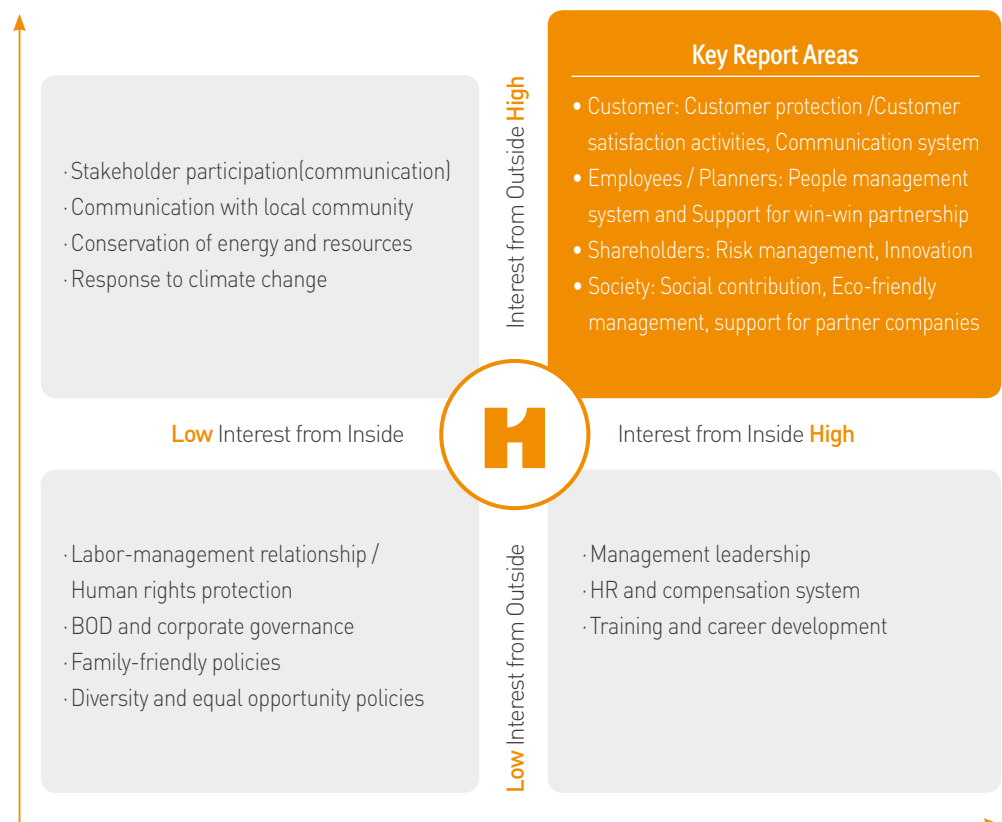 Key Report Areas
• Customer: Customer protection /Customer
satisfaction activities, Communication system
• Employees / Planners: People management
system and Support for win-win partnership
• Shareholders: Risk management, Innovation
• Society: Social contribution, Eco-friendly
management, support for partner companies
· Stakeholder participation(communication)
· Communication with local community
· Conservation of energy and resources
· Response to climate change
Interest from Outside High
Low Interest from Inside
H
Interest from Inside High
· Labor-management relationship /
Human rights protection
· BOD and corporate governance
· Family-friendly policies
· Diversity and equal opportunity policies
Low Interest from Outside
· Management leadership
· HR and compensation system
· Training and career development